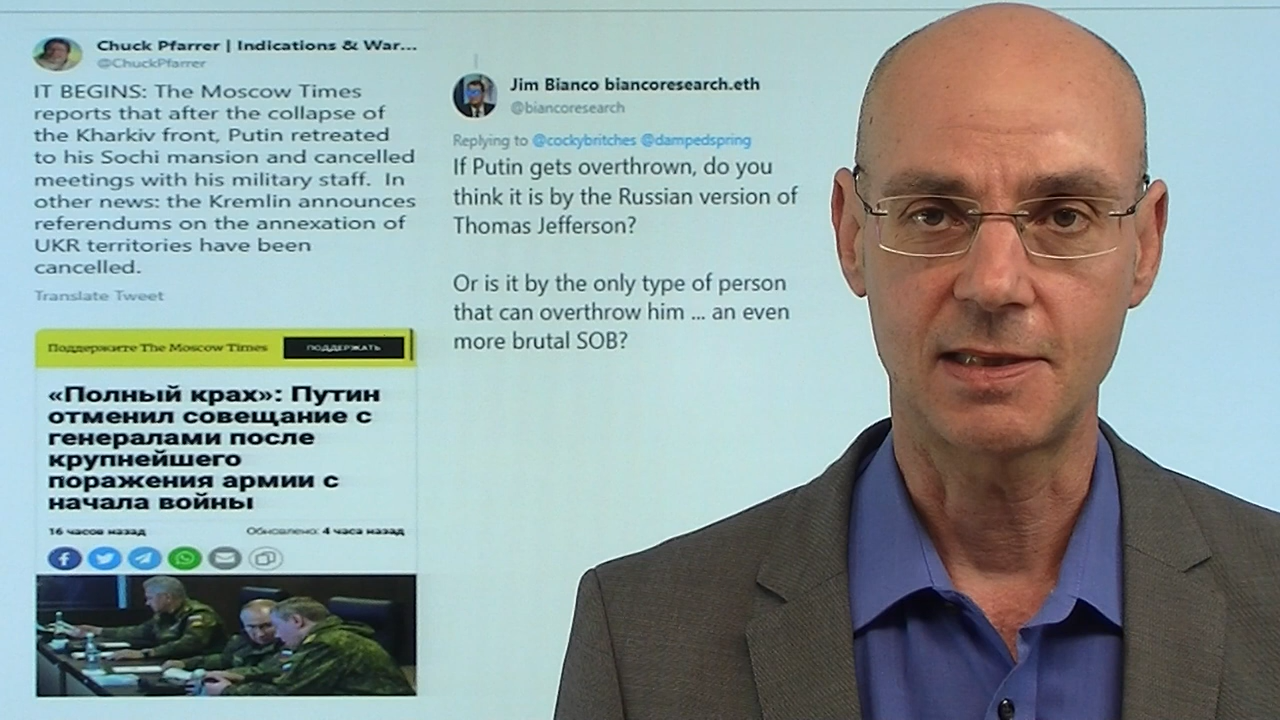 Chuck Pfarrer | Indications & War...
@ChuckPfarrer
IT BEGINS: The Moscow Times
reports that after the collapse of
the Kharkiv front, Putin retreated
to his Sochi mansion and cancelled
meetings with his military staff. In
other news: the Kremlin announces
referendums on the annexation of
UKR territories have been
cancelled.
Translate Tweet
Поддержите The Moscow Times
ПОДДЕРЖАТЬ
«Полный крах»: Путин
отменил совещание с
генералами после
крупнейшего
поражения армии с
начала войны
16 часов назад
Обновлено: 4 часа назад
Jim Bianco biancoresearch.eth
@biancoresearch
Replying to @cockybritches @dampedspring
If Putin gets overthrown, do you
think it is by the Russian version of
Thomas Jefferson?
Or is it by the only type of person
that can overthrow him ... an even
more brutal SOB?